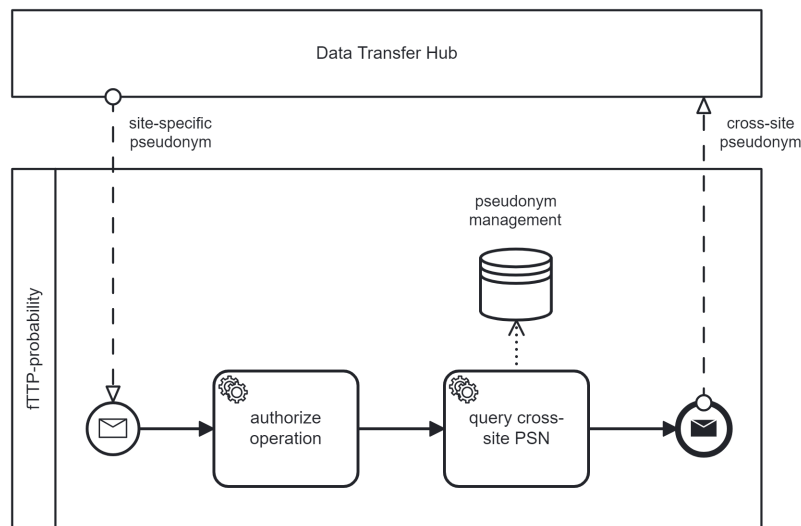 Data Transfer Hub
site-specific
pseudonym
cross-site
pseudonym
pseudonym
management
fTTP-probability
authorize
operation
query cross-
site PSN